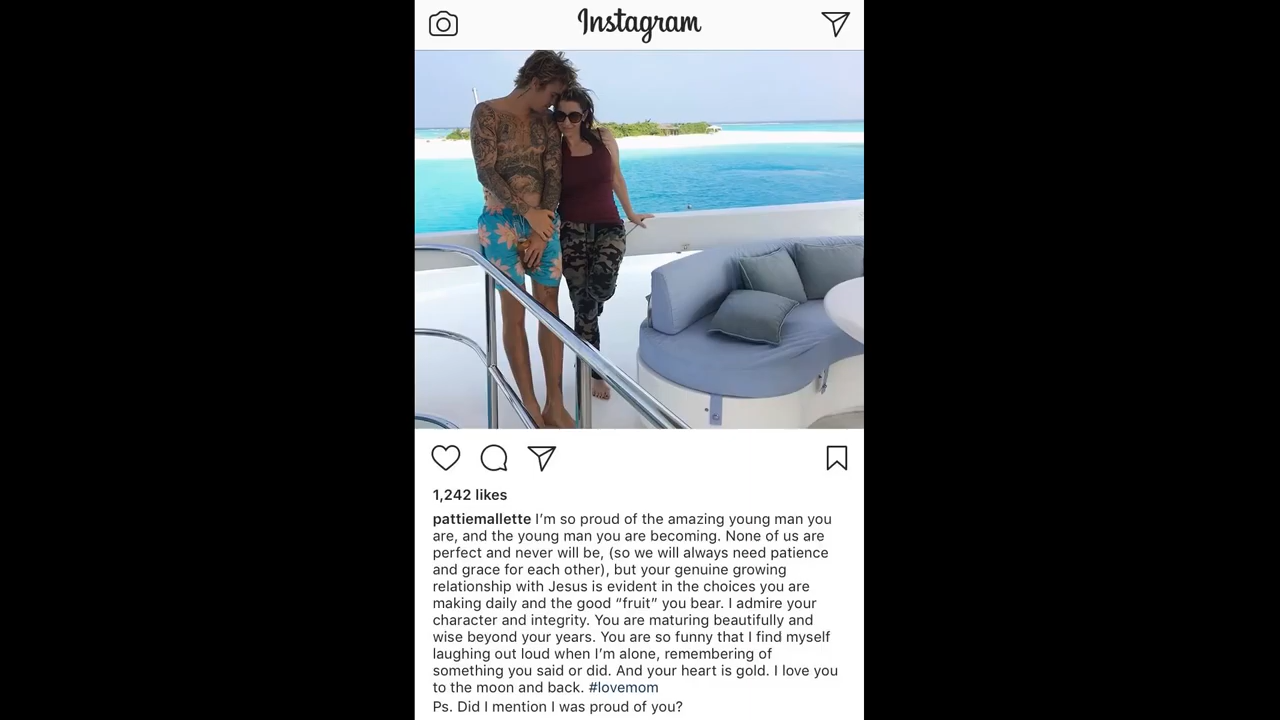 Instagram
1,242 likes
pattiemallette I’m so proud of the amazing young man you
are, and the young man you are becoming. None of us are
perfect and never will be, (so we will always need patience
and grace for each other), but your genuine growing
relationship with Jesus is evident in the choices you are
making daily and the good “fruit” you bear. I admire your
character and integrity. You are maturing beautifully and
wise beyond your years. You are so funny that I find myself
laughing out loud when I’m alone, remembering of
something you said or did. And your heart is gold. I love you
to the moon and back. #lovemom
Ps. Did I mention I was proud of you?